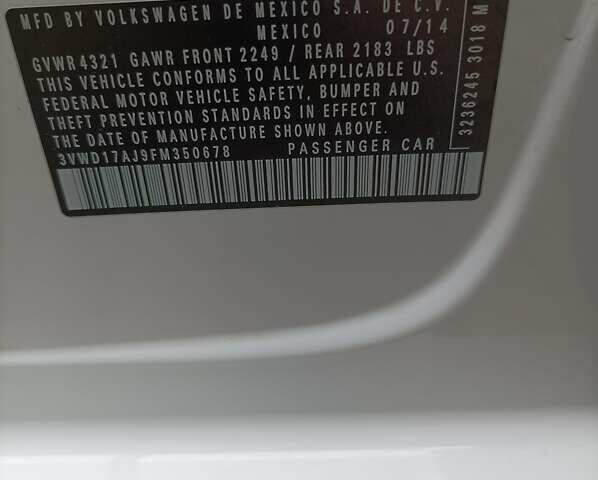 MFD BY VOLKSWAGEN DE MEXICO S.A. DE C.V.
MEXICO 07/14
GVWR 4321 GAWR FRONT 2249 / REAR 2183 LBS
THIS VEHICLE CONFORMS TO ALL APPLICABLE U.S.
FEDERAL MOTOR VEHICLE SAFETY, BUMPER AND
THEFT PREVENTION STANDARDS IN EFFECT ON
THE DATE OF MANUFACTURE SHOWN ABOVE.
3VWD17AJ9FM350678 PASSENGER CAR
3236245 3018 M